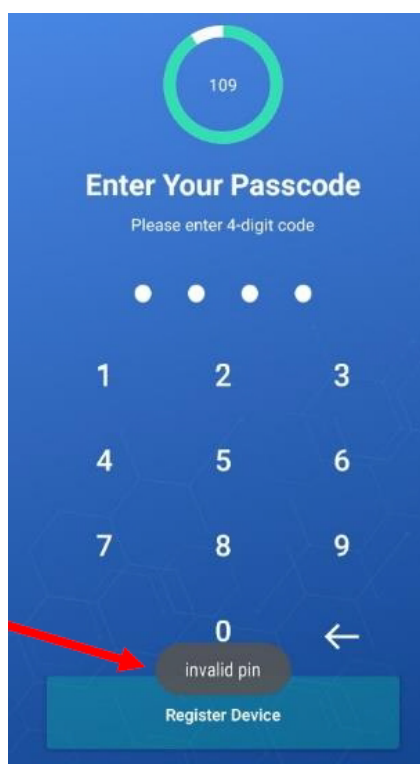 109
Enter Your Passcode
Please enter 4-digit code
1 2 3
4 5 6
7 8 9
0 ←
invalid pin
Register Device